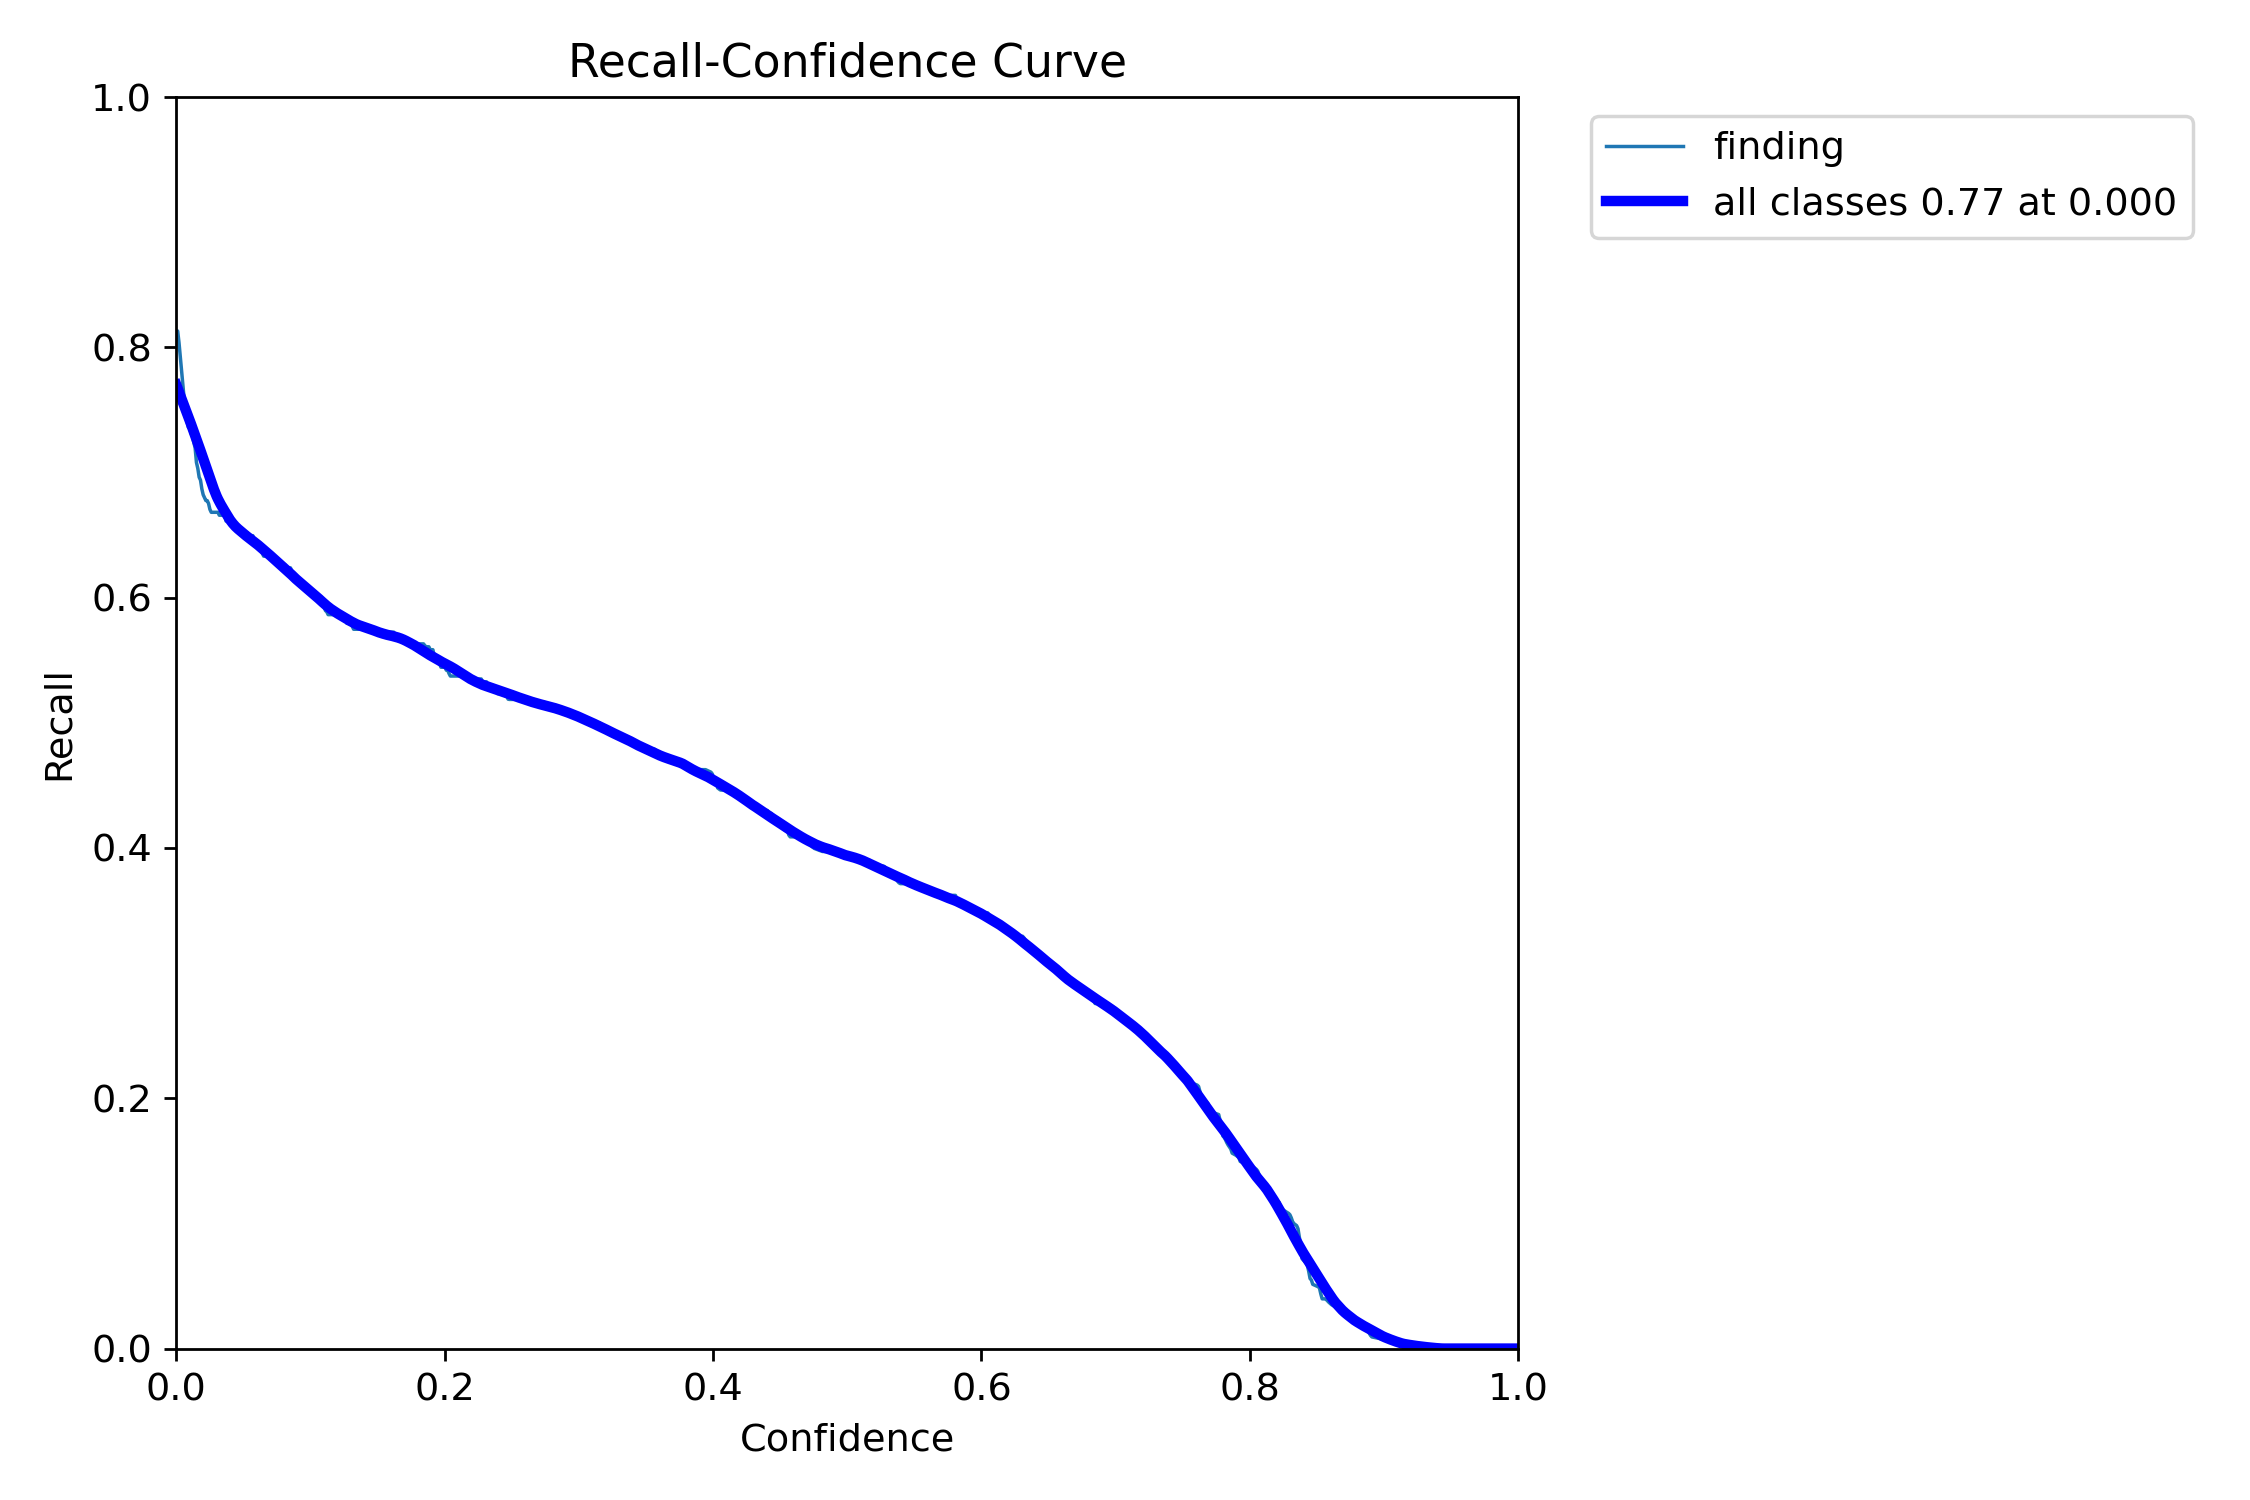 Recall-Confidence Curve
1.0
0.8
0.6
0.4
0.2
0.0
Recall
0.0 0.2 0.4 0.6 0.8 1.0
Confidence
finding
all classes 0.77 at 0.000